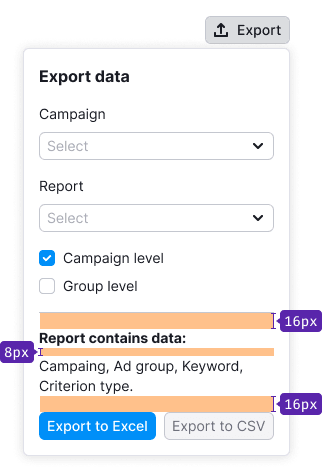 Export
Export data
Campaign
Select
Report
Select
Campaign level
Group level
16px
Report contains data:
8px
Campaing, Ad group, Keyword,
Criterion type.
16px
Export to Excel
Export to CSV